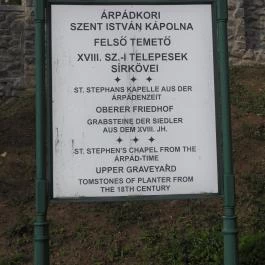 ÁRPÁDKORI
SZENT ISTVÁN KÁPOLNA
FELSŐ TEMETŐ
XVIII. SZ.-I TELEPESEK
SÍRKÖVEI
ST. STEPHANS KAPELLE AUS DER
ÁRPÁDENZEIT
OBERER FRIEDHOF
GRABSTEINE DER SIEDLER
AUS DEM XVIII. JH.
ST. STEPHEN'S CHAPEL FROM THE
ÁRPÁD-TIME
UPPER GRAVEYARD
TOMSTONES OF PLANTER FROM
THE 18TH CENTURY